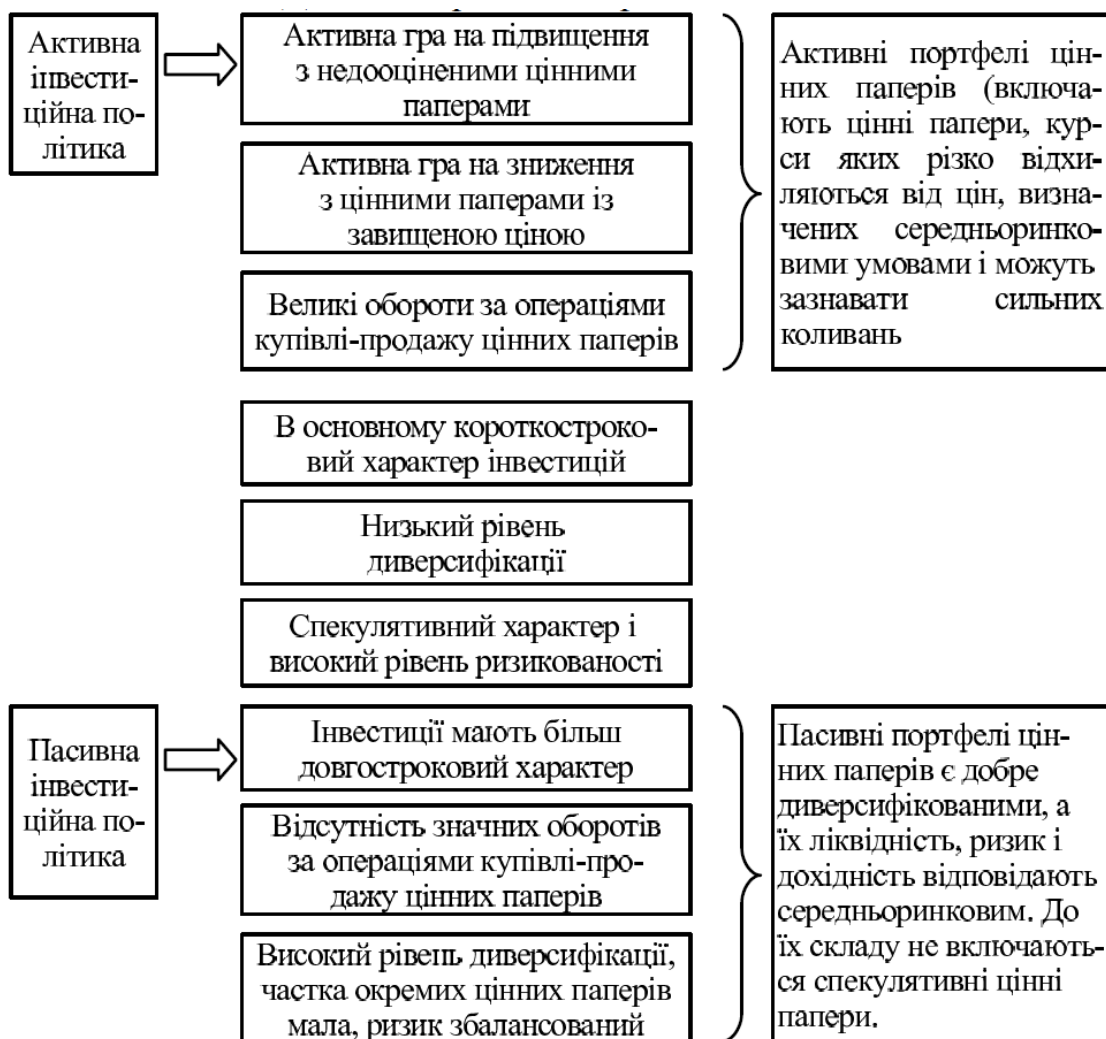 Активна
інвести-
ційна по-
літика
Активна гра на підвищення
з недооціненими цінними
паперами
Активна гра на зниження
з цінними паперами із
завищеною ціною
Великі обороти за операціями
купівлі-продажу цінних паперів
Активні портфелі цін-
них паперів (включа-
ють цінні папери, кур-
си яких різко відхи-
ляються від цін, визна-
чених середньоринко-
вими умовами і можуть
зазнавати сильних
коливань
В основному короткостроко-
вий характер інвестицій
Низький рівень
диверсифікації
Спекулятивний характер і
високий рівень ризикованості
Пасивна
інвести-
ційна по-
літика
Інвестиції мають більш
довгостроковий характер
Відсутність значних оборотів
за операціями купівлі-про-
дажу цінних паперів
Високий рівень диверсифікації,
частка окремих цінних паперів
мала, ризик збалансований
Пасивні портфелі цін-
них паперів є добре
диверсифікованими, а
їх ліквідність, ризик і
дохідність відповідають
середньоринковим. До
їх складу не включають-
ся спекулятивні цінні
папери.